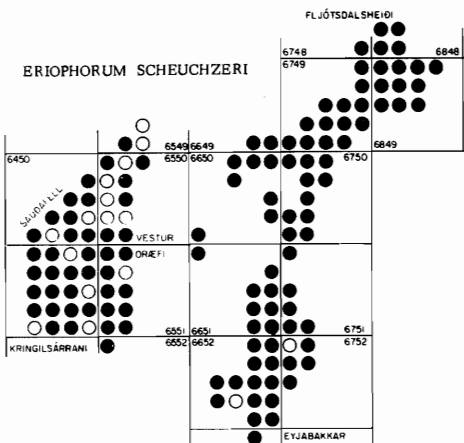 FLJÓTSDALSHEIÐI
6748 6848
6749
ERIOPHORUM SCHEUCHZERI
6549 6649 6849
6450 6550 6650 6750
SAUÐAFELL
VESTUR
ÖRÆFI
6551 6651 6751
KRINGILSÁRRANI 6552 6652 6752
EYJABAKKAR